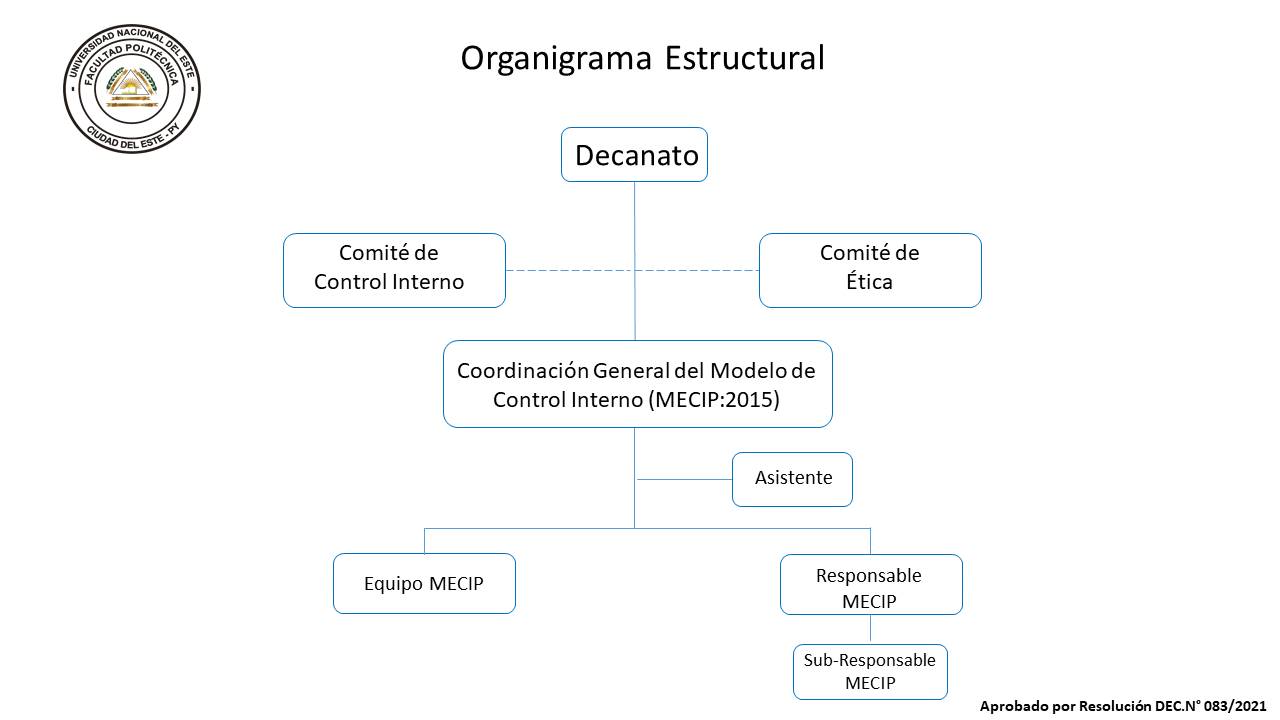 UNIVERSIDAD NACIONAL DEL ESTE
FACULTAD POLITÉCNICA
CIUDAD DEL ESTE - PY
Organigrama Estructural
Decanato
Comité de
Control Interno
Comité de
Ética
Coordinación General del Modelo de
Control Interno (MECIP:2015)
Asistente
Equipo MECIP
Responsable
MECIP
Sub-Responsable
MECIP
Aprobado por Resolución DEC.N° 083/2021